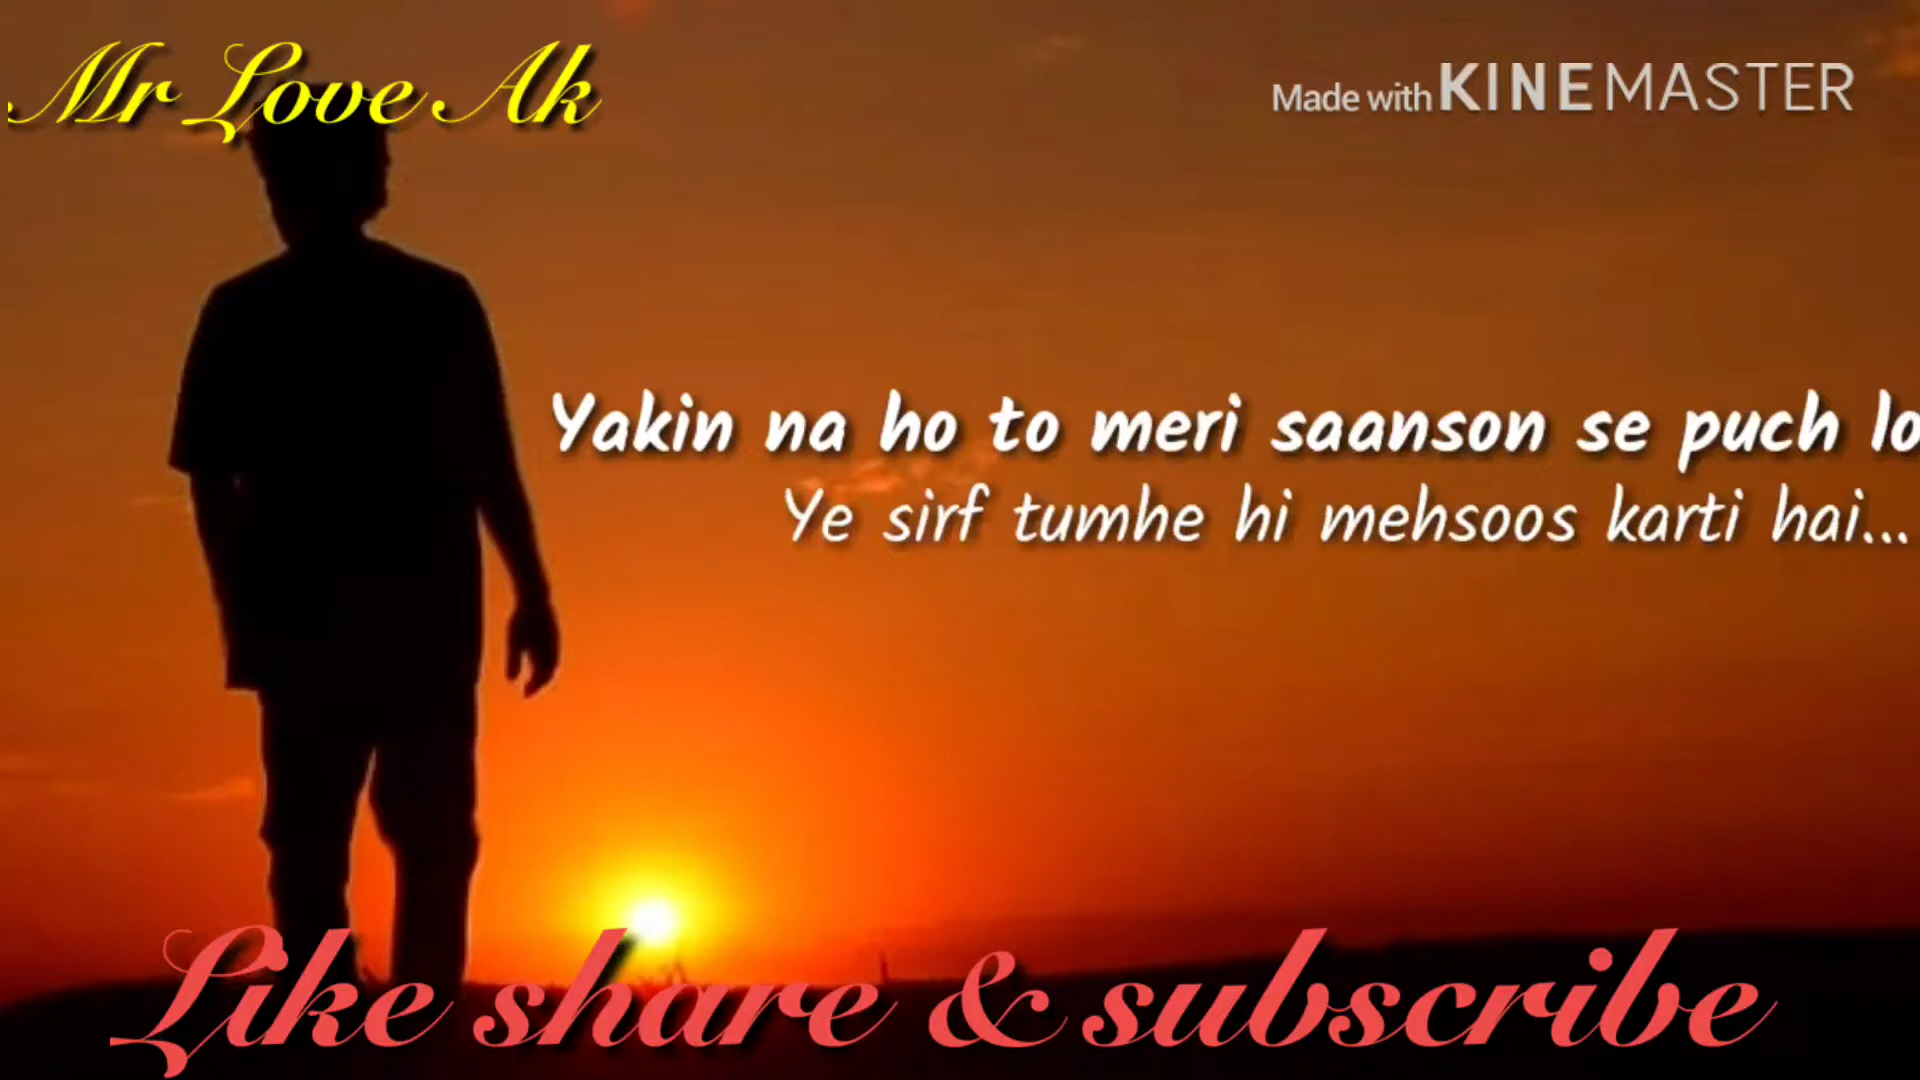 Mr Love Ak
Made with KINEMASTER
Yakin na ho to meri saanson se puch lo
Ye sirf tumhe hi mehsoos karti hai...
Like share & subscribe